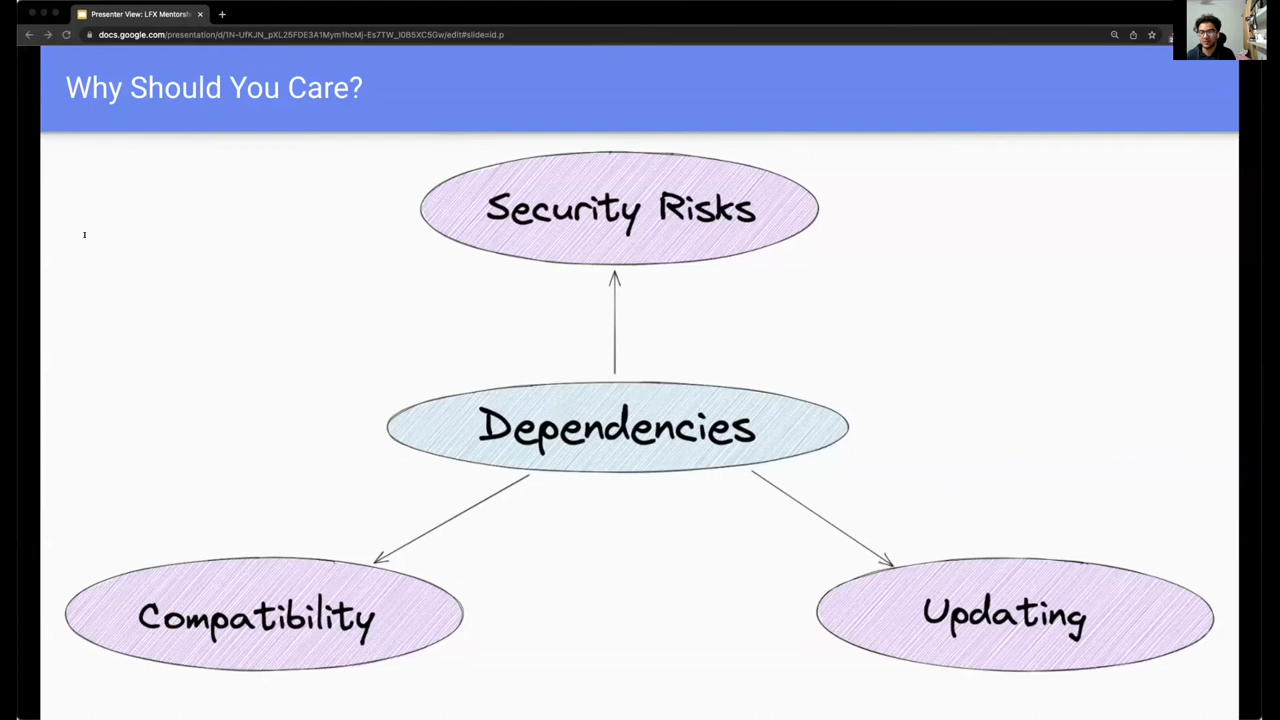 Presenter View: LFX Mentorsh
docs.google.com/presentation/d/1N-UfKJN_pXL25FDE3A1Mym1hcMj-Es7TW_l0B5XC5Gw/edit#slide=id.p
Why Should You Care?
Security Risks
Dependencies
Compatibility
Updating